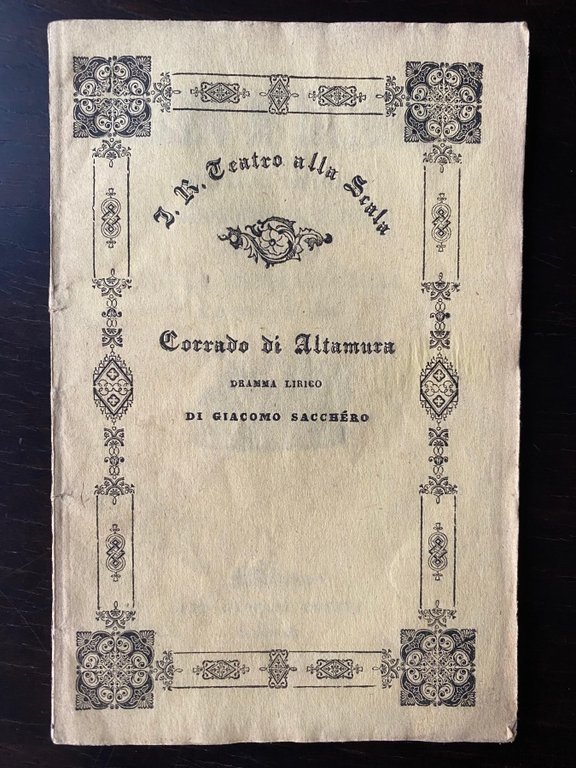 I. R. Teatro alla Scala
Corrado di Altamura
DRAMMA LIRICO
DI GIACOMO SACCHÉRO